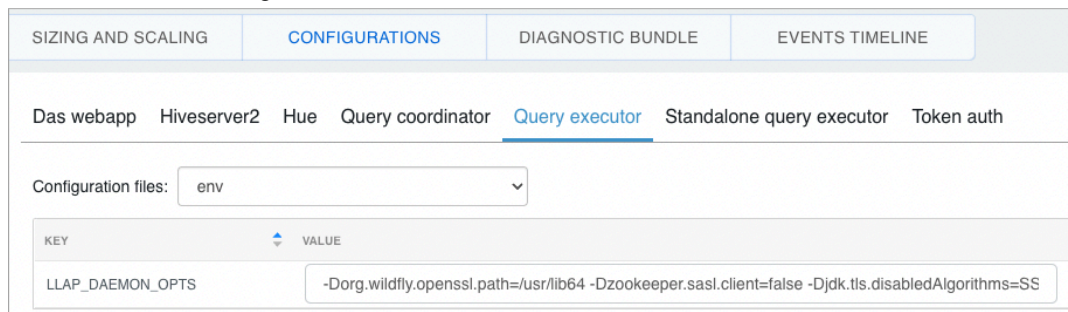 SIZING AND SCALING CONFIGURATIONS DIAGNOSTIC BUNDLE EVENTS TIMELINE
Das webapp Hiveserver2 Hue Query coordinator Query executor Standalone query executor Token auth
Configuration files: env
KEY VALUE
LLAP_DAEMON_OPTS -Dorg.wildfly.openssl.path=/usr/lib64 -Dzookeeper.sasl.client=false -Djdk.tls.disabledAlgorithms=SS